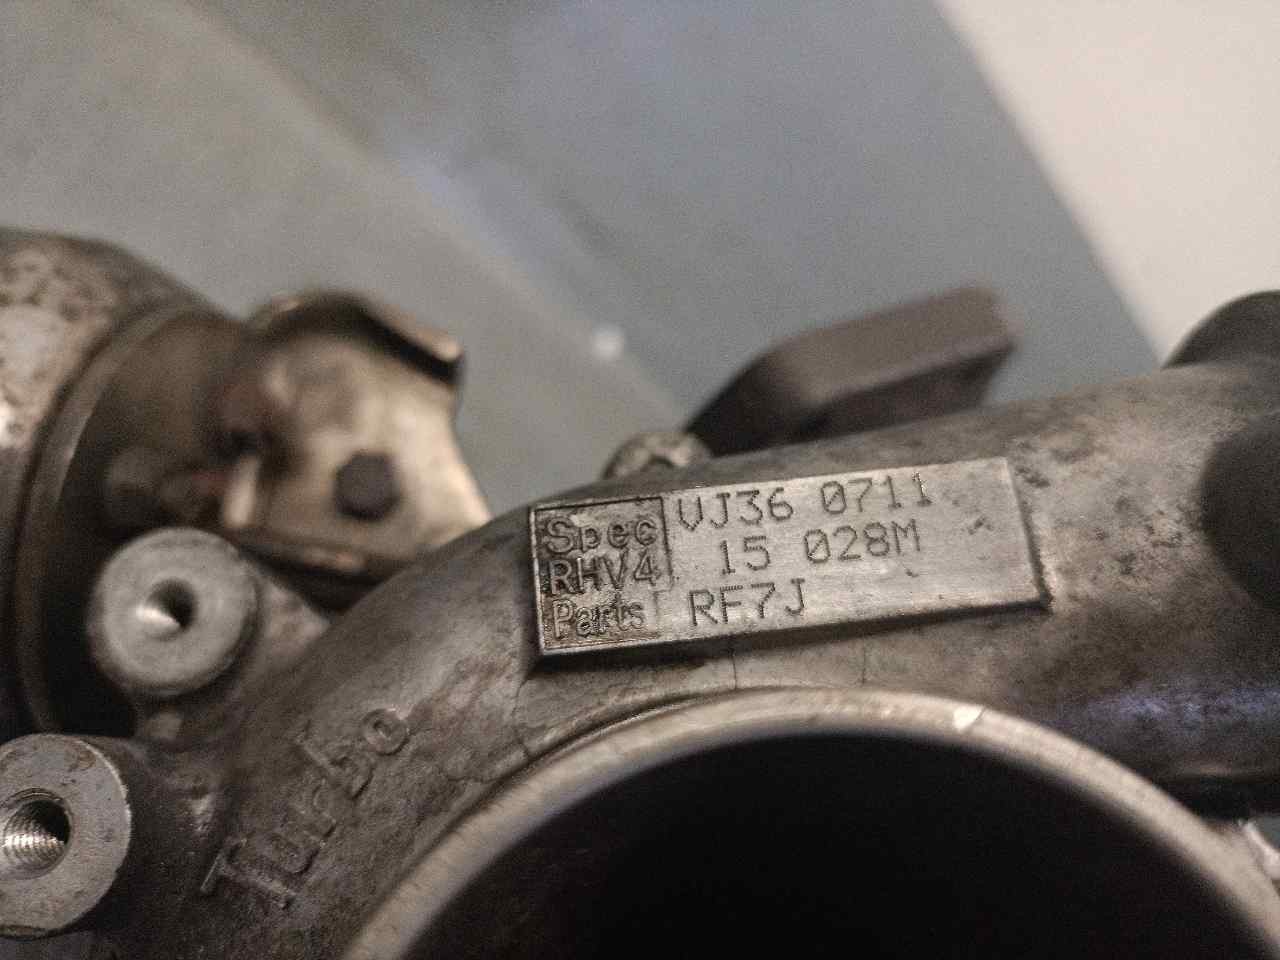 Spec VJ36 0711
RHV4 15 028M
Parts RF7J
Turbo